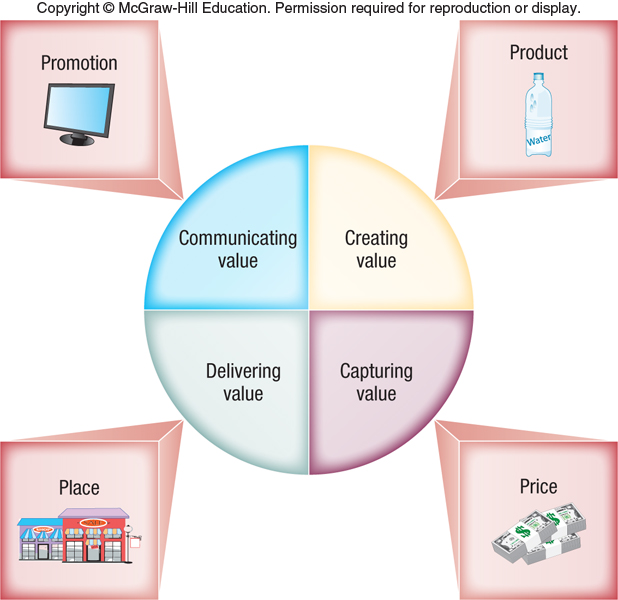 Copyright © McGraw-Hill Education. Permission required for reproduction or display.
Promotion
Product
Water
Communicating
value
Creating
value
Delivering
value
Capturing
value
Place
Price